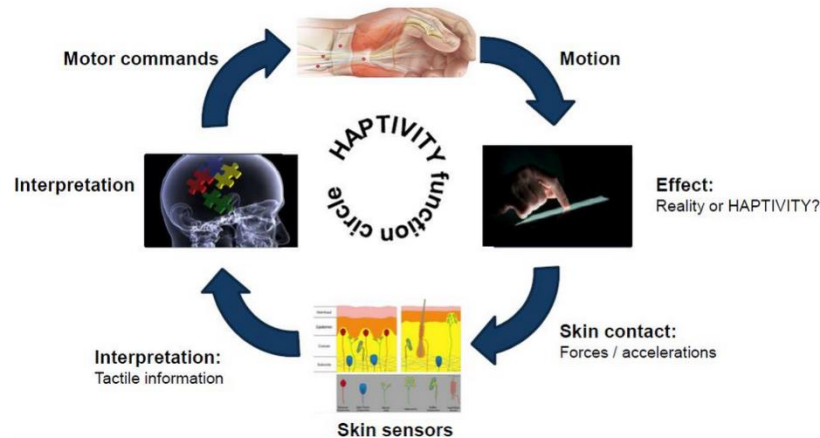 Motor commands
Motion
HAPTIVITY function circle
Interpretation
Effect:
Reality or HAPTIVITY?
Skin contact:
Forces / accelerations
Interpretation:
Tactile information
Skin sensors